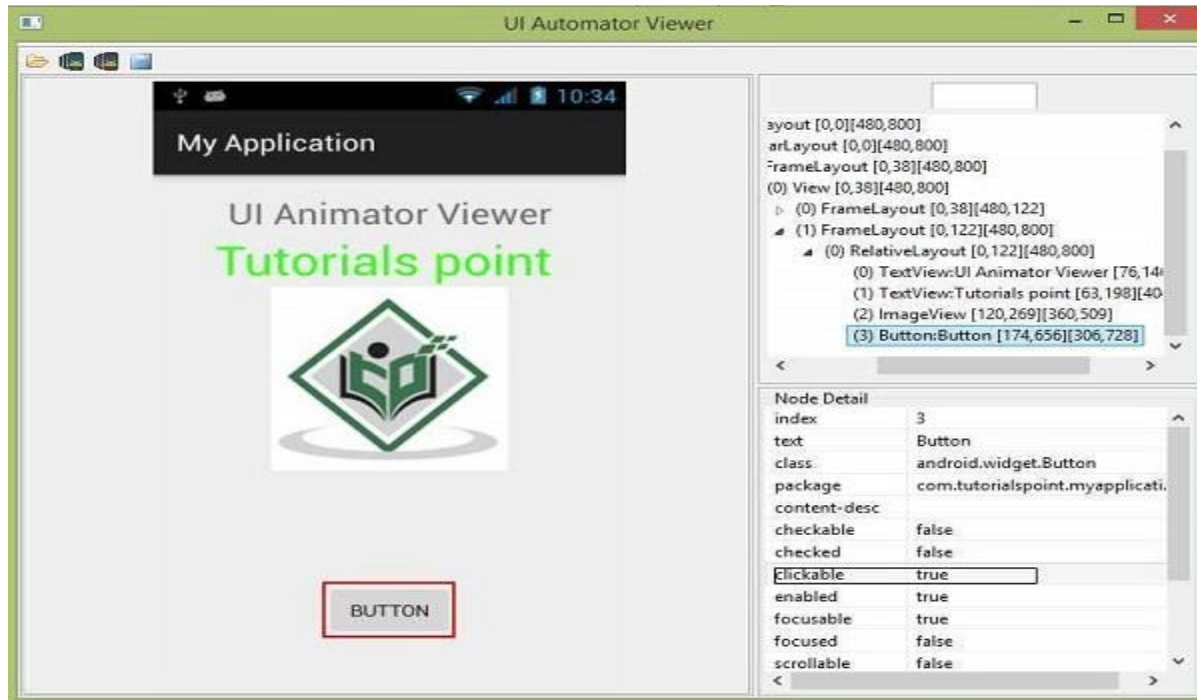 UI Automator Viewer
10:34
My Application
UI Animator Viewer
Tutorials point
BUTTON
ayout [0,0][480,800]
arLayout [0,0][480,800]
FrameLayout [0,38][480,800]
(0) View [0,38][480,800]
(0) FrameLayout [0,38][480,122]
(1) FrameLayout [0,122][480,800]
(0) RelativeLayout [0,122][480,800]
(0) TextView:UI Animator Viewer [76,14
(1) TextView:Tutorials point [63,198][40
(2) ImageView [120,269][360,509]
(3) Button:Button [174,656][306,728]
Node Detail
index 3
text Button
class android.widget.Button
package com.tutorialspoint.myapplicati.
content-desc
checkable false
checked false
clickable true
enabled true
focusable true
focused false
scrollable false